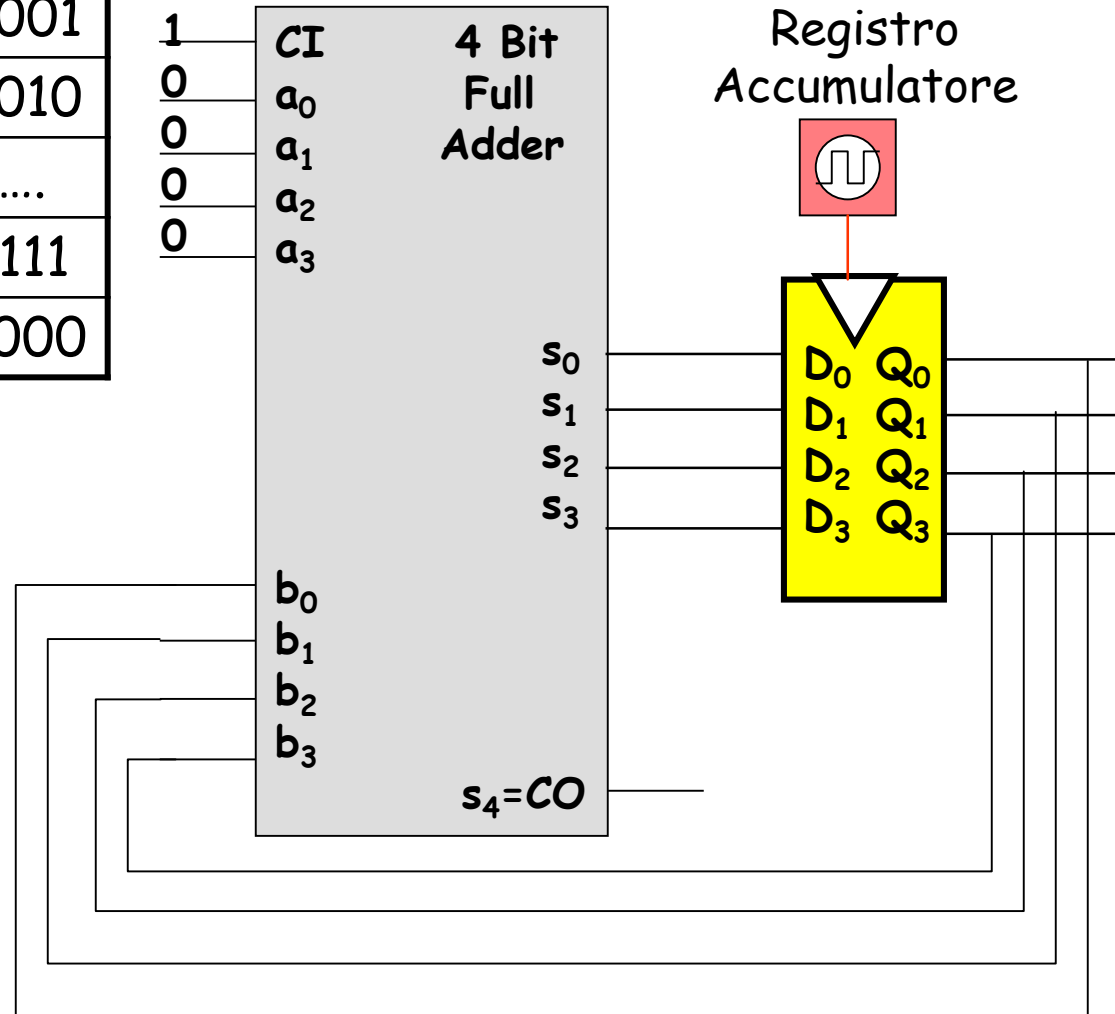 001
010
....
111
000
1
0
0
0
0
CI
a0
a1
a2
a3
4 Bit
Full
Adder
s0
s1
s2
s3
b0
b1
b2
b3
s4=CO
Registro
Accumulatore
D0 Q0
D1 Q1
D2 Q2
D3 Q3